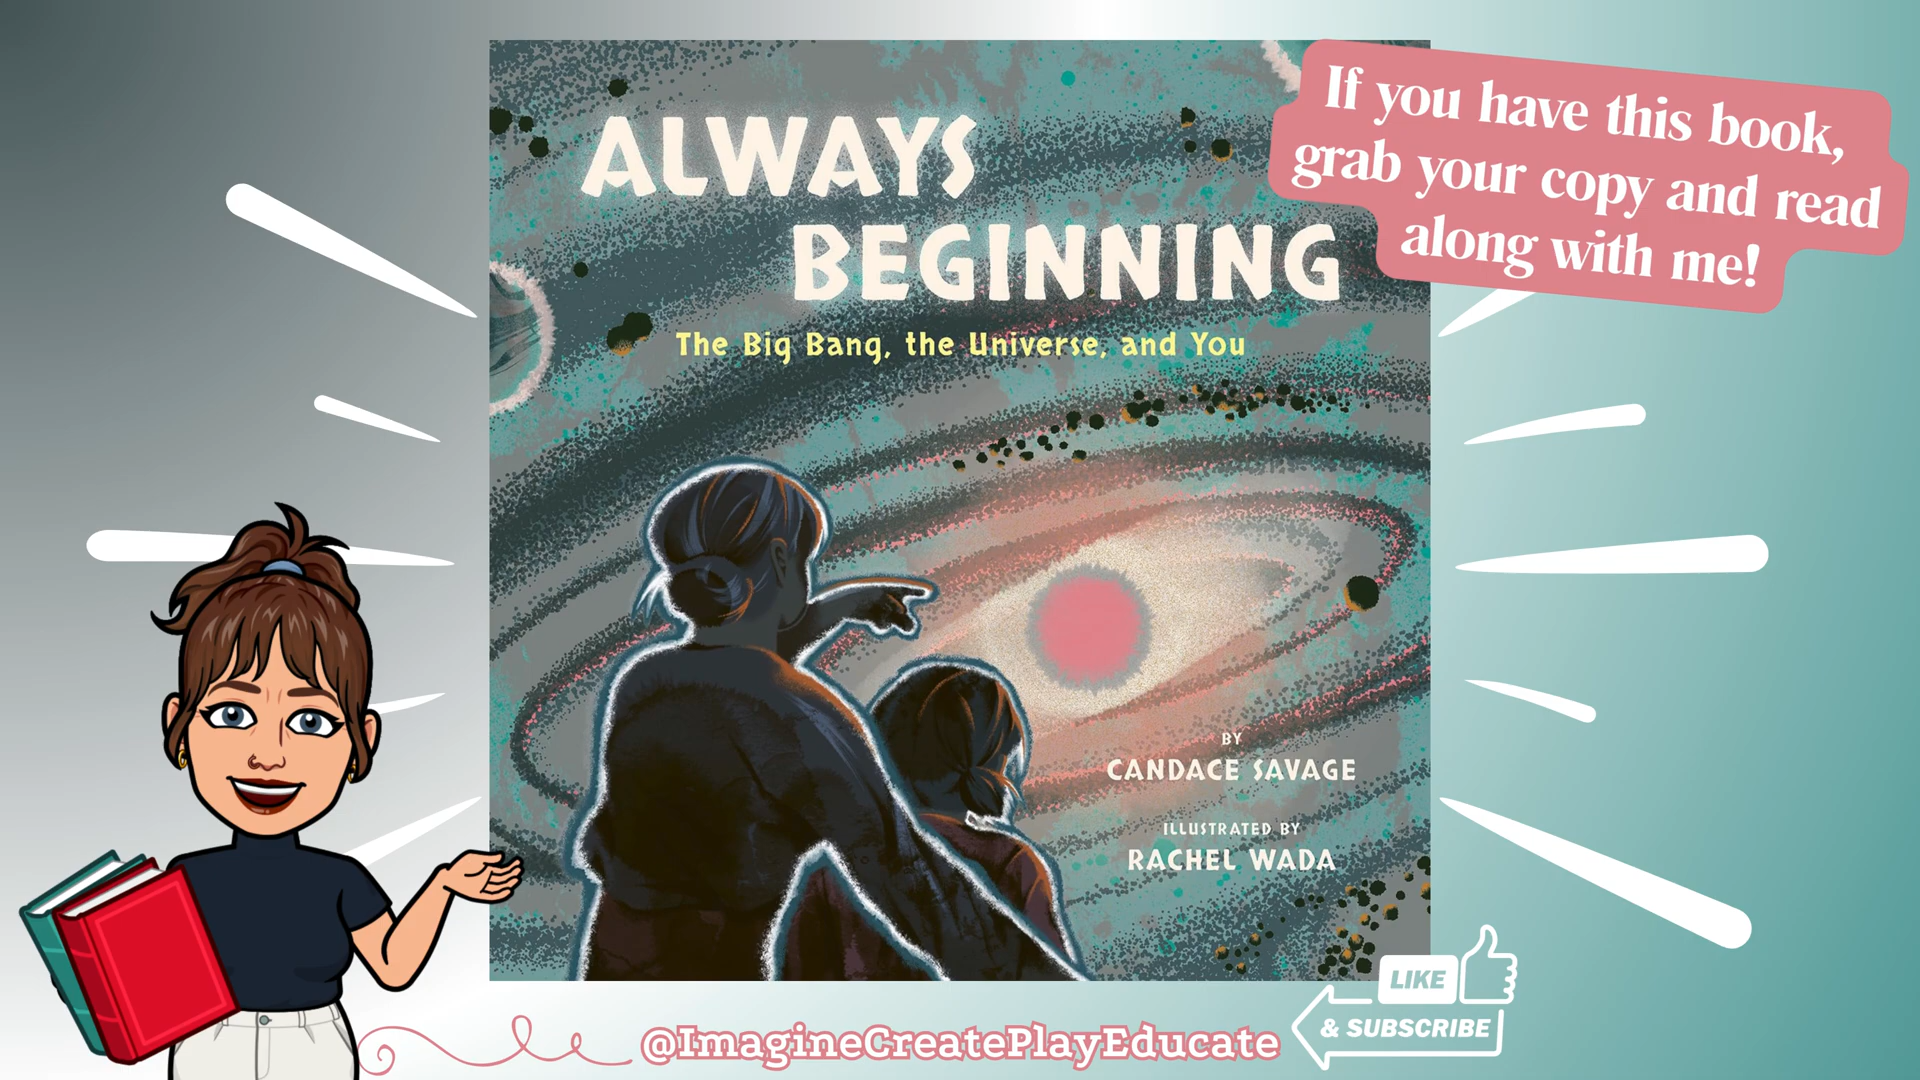 ALWAYS
BEGINNING
The Big Bang, the Universe, and You
BY
CANDACE SAVAGE
ILLUSTRATED BY
RACHEL WADA
If you have this book,
grab your copy and read
along with me!
@ImagineCreatePlayEducate
LIKE
& SUBSCRIBE